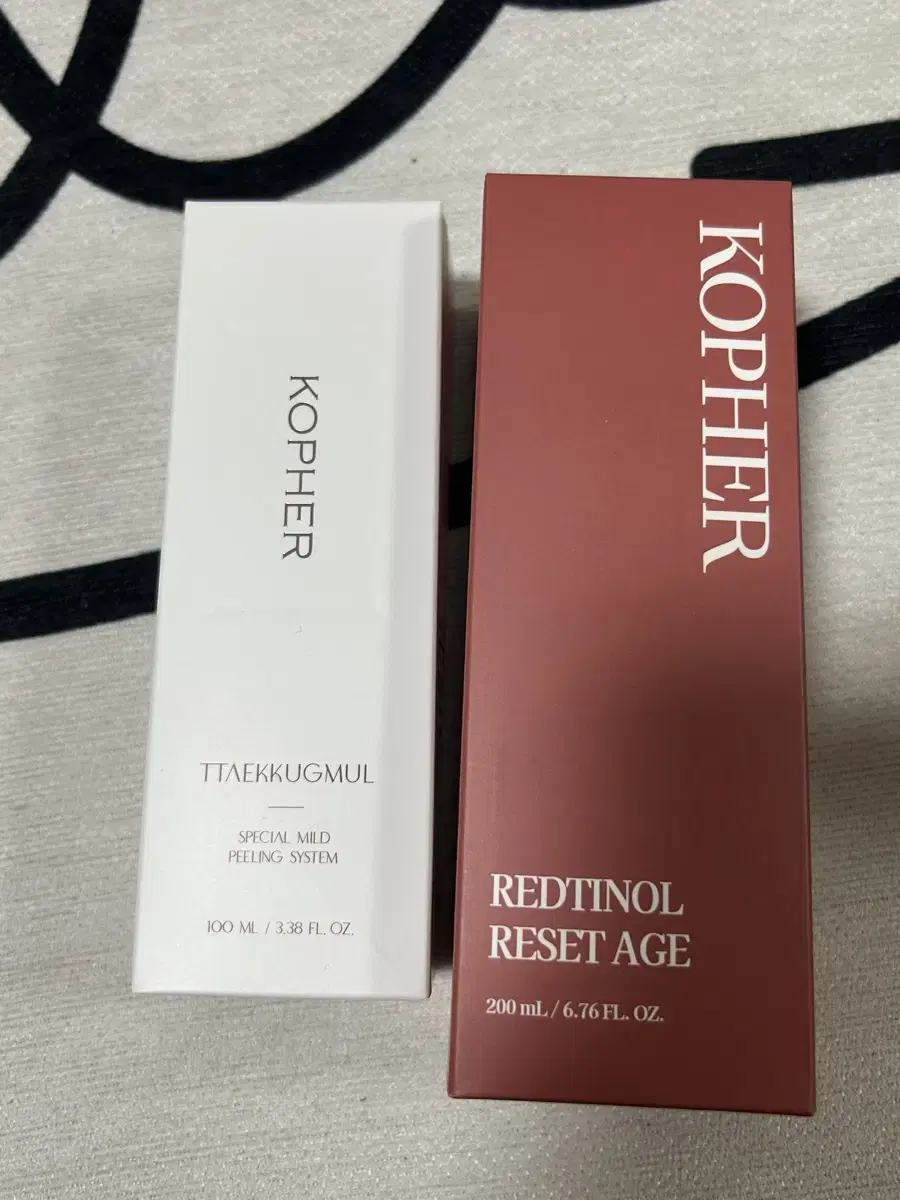 KOPHER
TTAEKKUGMUL
SPECIAL MILD
PEELING SYSTEM
100 ML / 3.38 FL. OZ.
KOPHER
REDTINOL
RESET AGE
200 mL / 6.76 FL. OZ.